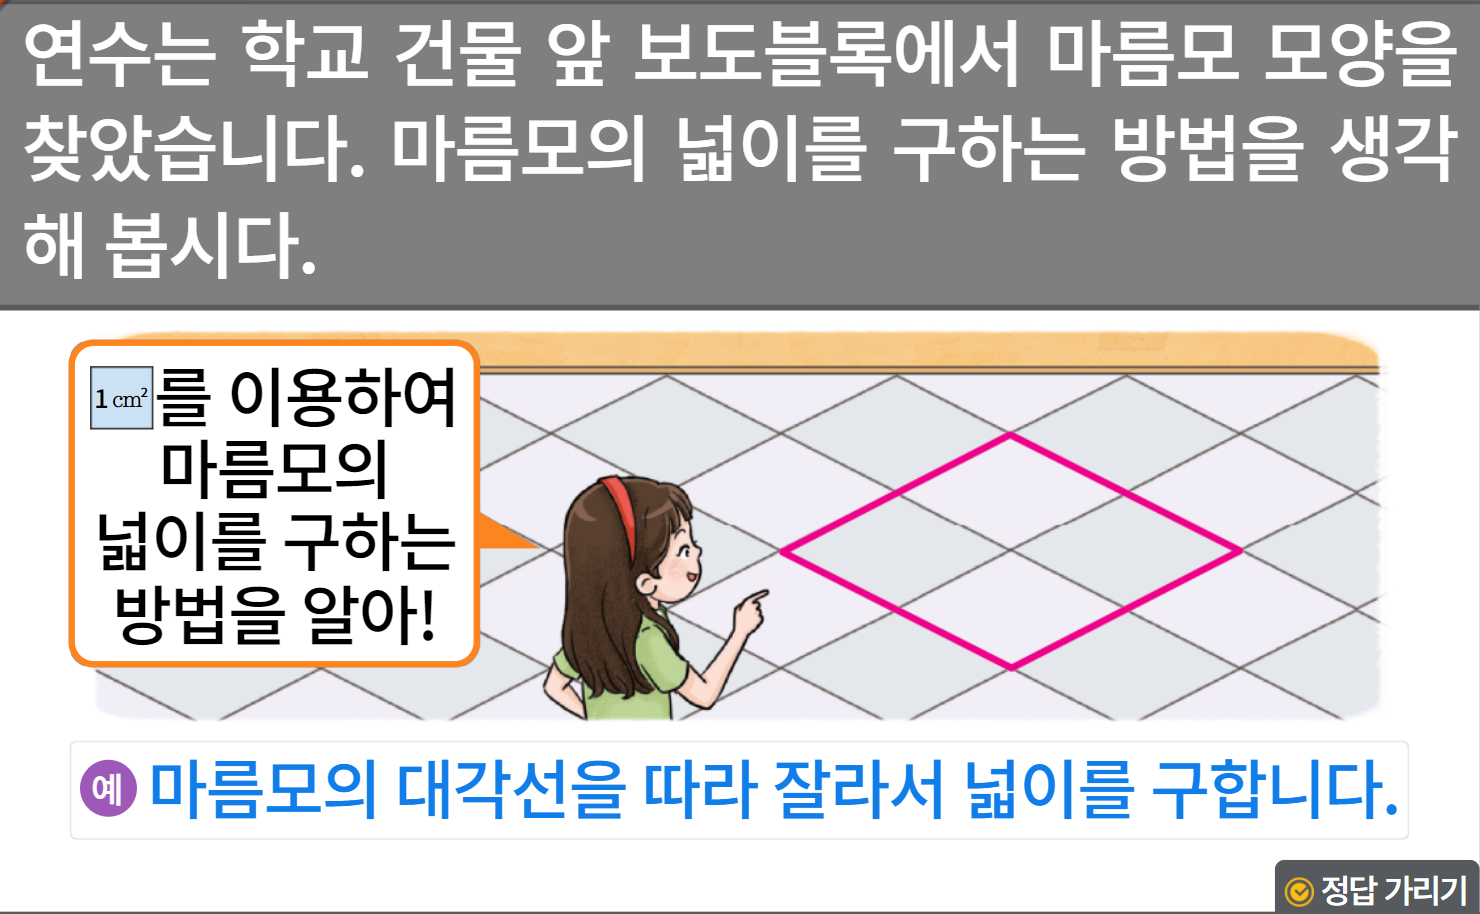 연수는 학교 건물 앞 보도블록에서 마름모 모양을
찾았습니다. 마름모의 넓이를 구하는 방법을 생각
해 봅시다.
1 cm²를 이용하여
마름모의
넓이를 구하는
방법을 알아!
예 마름모의 대각선을 따라 잘라서 넓이를 구합니다.
정답 가리기